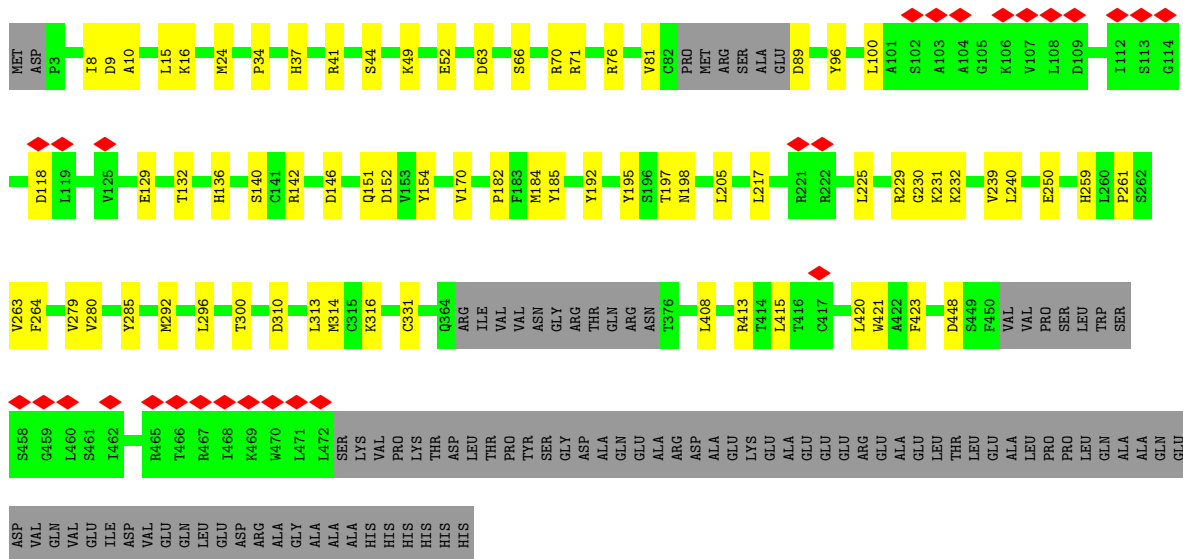 MET ASP P3 I8 D9 A10 L15 K16 M24 P34 H37 R41 S44 K49 E52 D63 S66 R70 R71 R76 V81 C82 PRO MET ARG SER ALA GLU D89 Y96 L100 A101 S102 A103 A104 G105 K106 V107 L108 D109 I112 S113 G114
D118 L119 V125 E129 T132 H136 S140 C141 R142 D146 Q151 D152 V153 Y154 V170 P182 F183 M184 Y185 Y192 Y195 S196 T197 N198 L205 L217 R221 R222 L225 R229 G230 K231 K232 V239 L240 E250 H259 L260 P261 S262
V263 F264 V279 V280 Y285 M292 L296 T300 D310 L313 M314 C315 K316 C331 Q364 ARG ILE VAL VAL ASN GLY ARG THR GLN ARG ASN T376 L408 R413 T414 L415 T416 C417 L420 W421 A422 F423 D448 S449 F450 VAL VAL PRO SER LEU TRP SER
S458 G459 L460 S461 I462 R465 T466 R467 I468 K469 W470 L471 L472 SER LYS VAL PRO LYS THR ASP LEU THR PRO TYR SER GLY ASP ALA GLN GLU ALA ARG ASP ALA GLU LYS GLU ALA GLU GLU GLU ARG GLU ALA GLU LEU THR LEU GLU ALA LEU PRO PRO LEU GLN ALA ALA GLN GLU
ASP VAL GLN VAL GLU ILE ASP VAL GLU GLN LEU GLU ASP ARG ALA GLY ALA ALA ALA HIS HIS HIS HIS HIS HIS